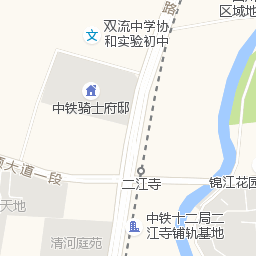 双流中学协
和实验初中
路
区域地
中铁骑士府邸
大道一段
二江寺
锦江花园
天地
中铁十二局二
江寺铺轨基地
清河庭苑